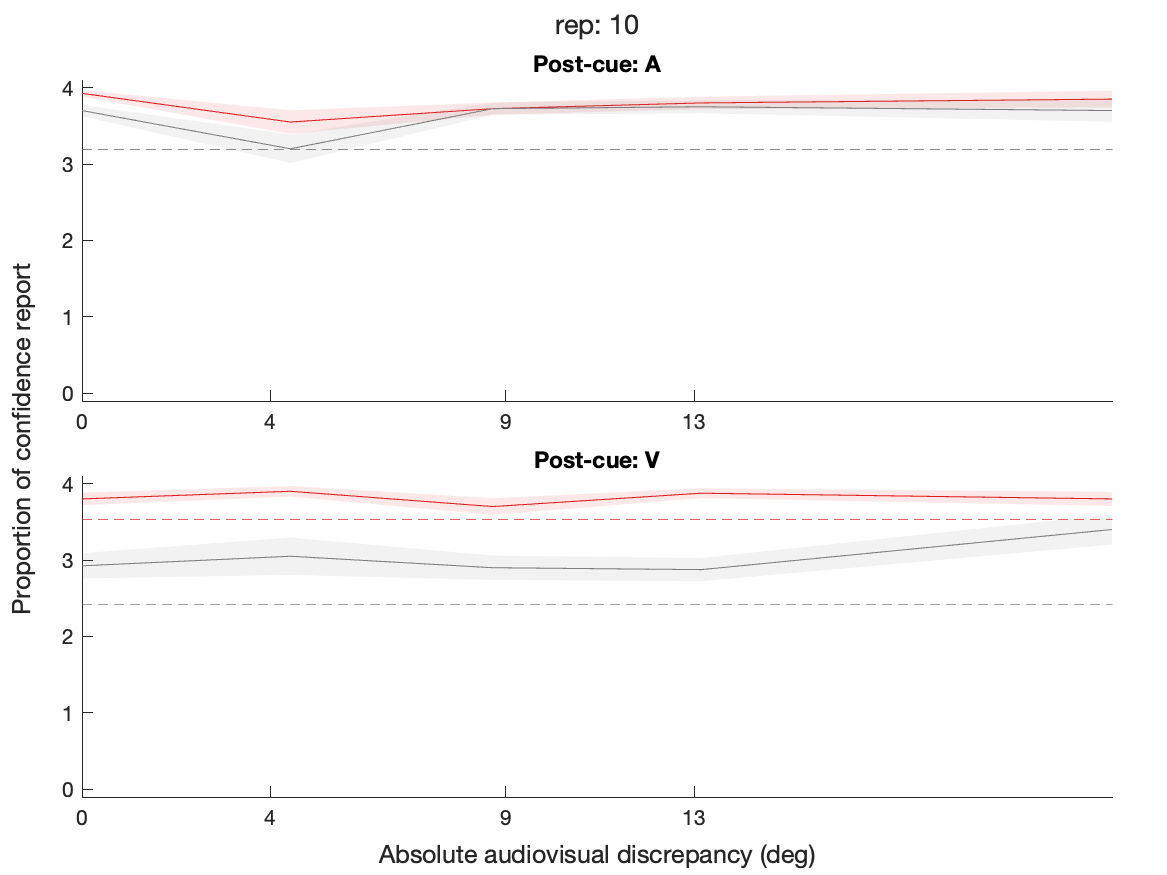 rep: 10
Post-cue: A
4
3
2
1
0
0 4 9 13
Proportion of confidence report
Post-cue: V
4
3
2
1
0
0 4 9 13
Absolute audiovisual discrepancy (deg)